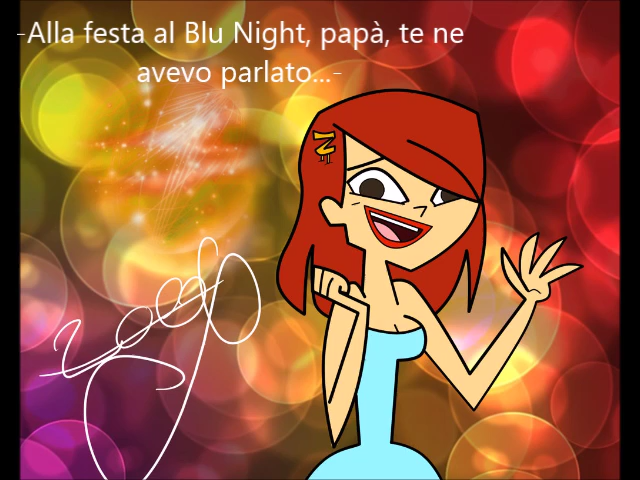 -Alla festa al Blu Night, papà, te ne
avevo parlato...-
Z